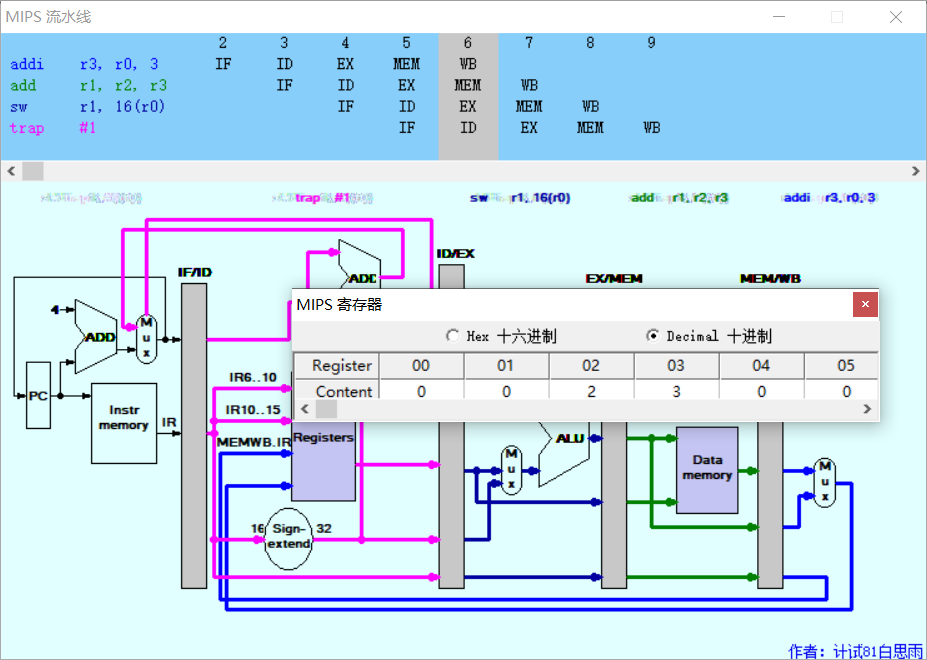 MIPS 流水线
2 3 4 5 6 7 8 9
addi r3, r0, 3 IF ID EX MEM WB
add r1, r2, r3 IF ID EX MEM WB
sw r1, 16(r0) IF ID EX MEM WB
trap #1 IF ID EX MEM WB
trap #1 sw r1, 16(r0) add r1, r2, r3 addi r3, r0, 3
ID/EX
IF/ID
ADD
EX/MEM
MEM/WB
MIPS 寄存器
Hex 十六进制
Decimal 十进制
Register 00 01 02 03 04 05
Content 0 0 2 3 0 0
4
ADD
M
u
x
PC
Instr
memory
IR
IR6..10
IR10..15
MEMWB.IR
Registers
16
Sign-
extend
32
M
u
x
ALU
Data
memory
M
u
x
作者：计试81白思雨